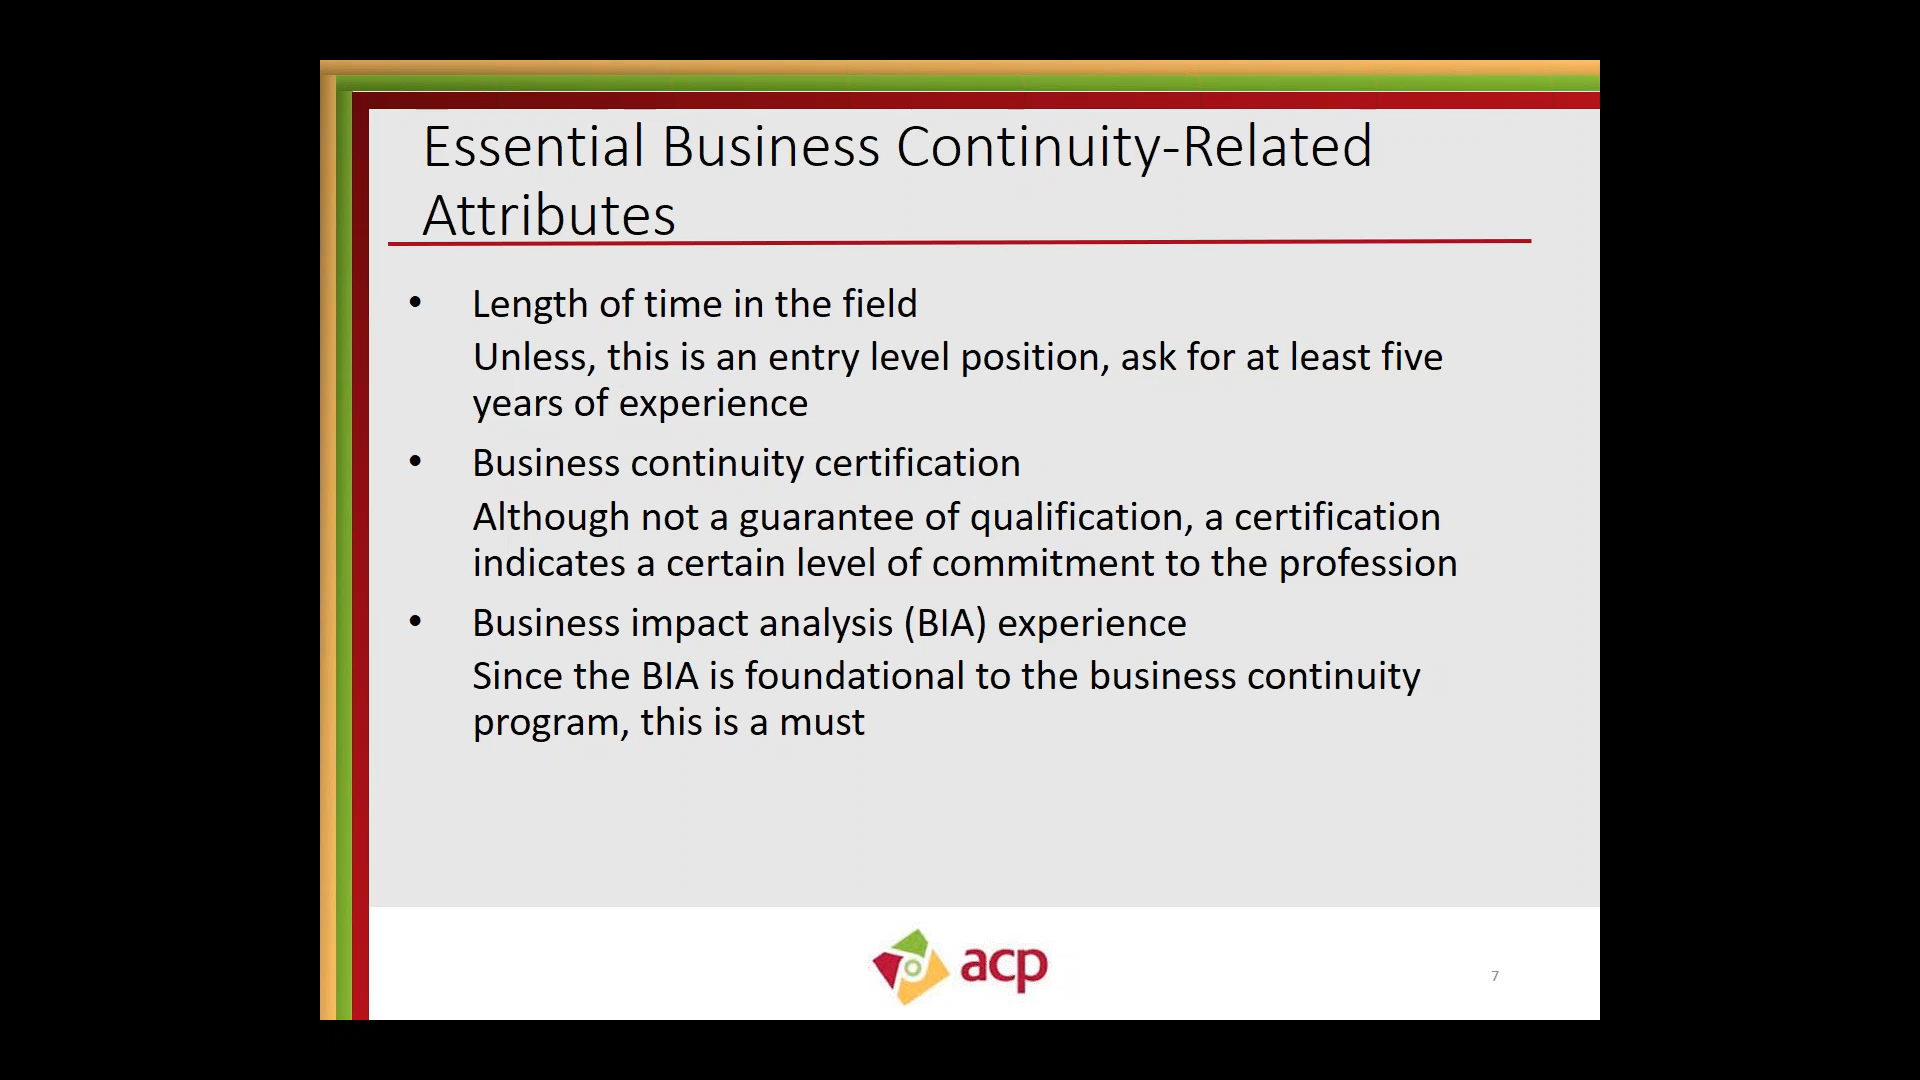 Essential Business Continuity-Related
Attributes
• Length of time in the field
Unless, this is an entry level position, ask for at least five
years of experience
• Business continuity certification
Although not a guarantee of qualification, a certification
indicates a certain level of commitment to the profession
• Business impact analysis (BIA) experience
Since the BIA is foundational to the business continuity
program, this is a must
acp
7